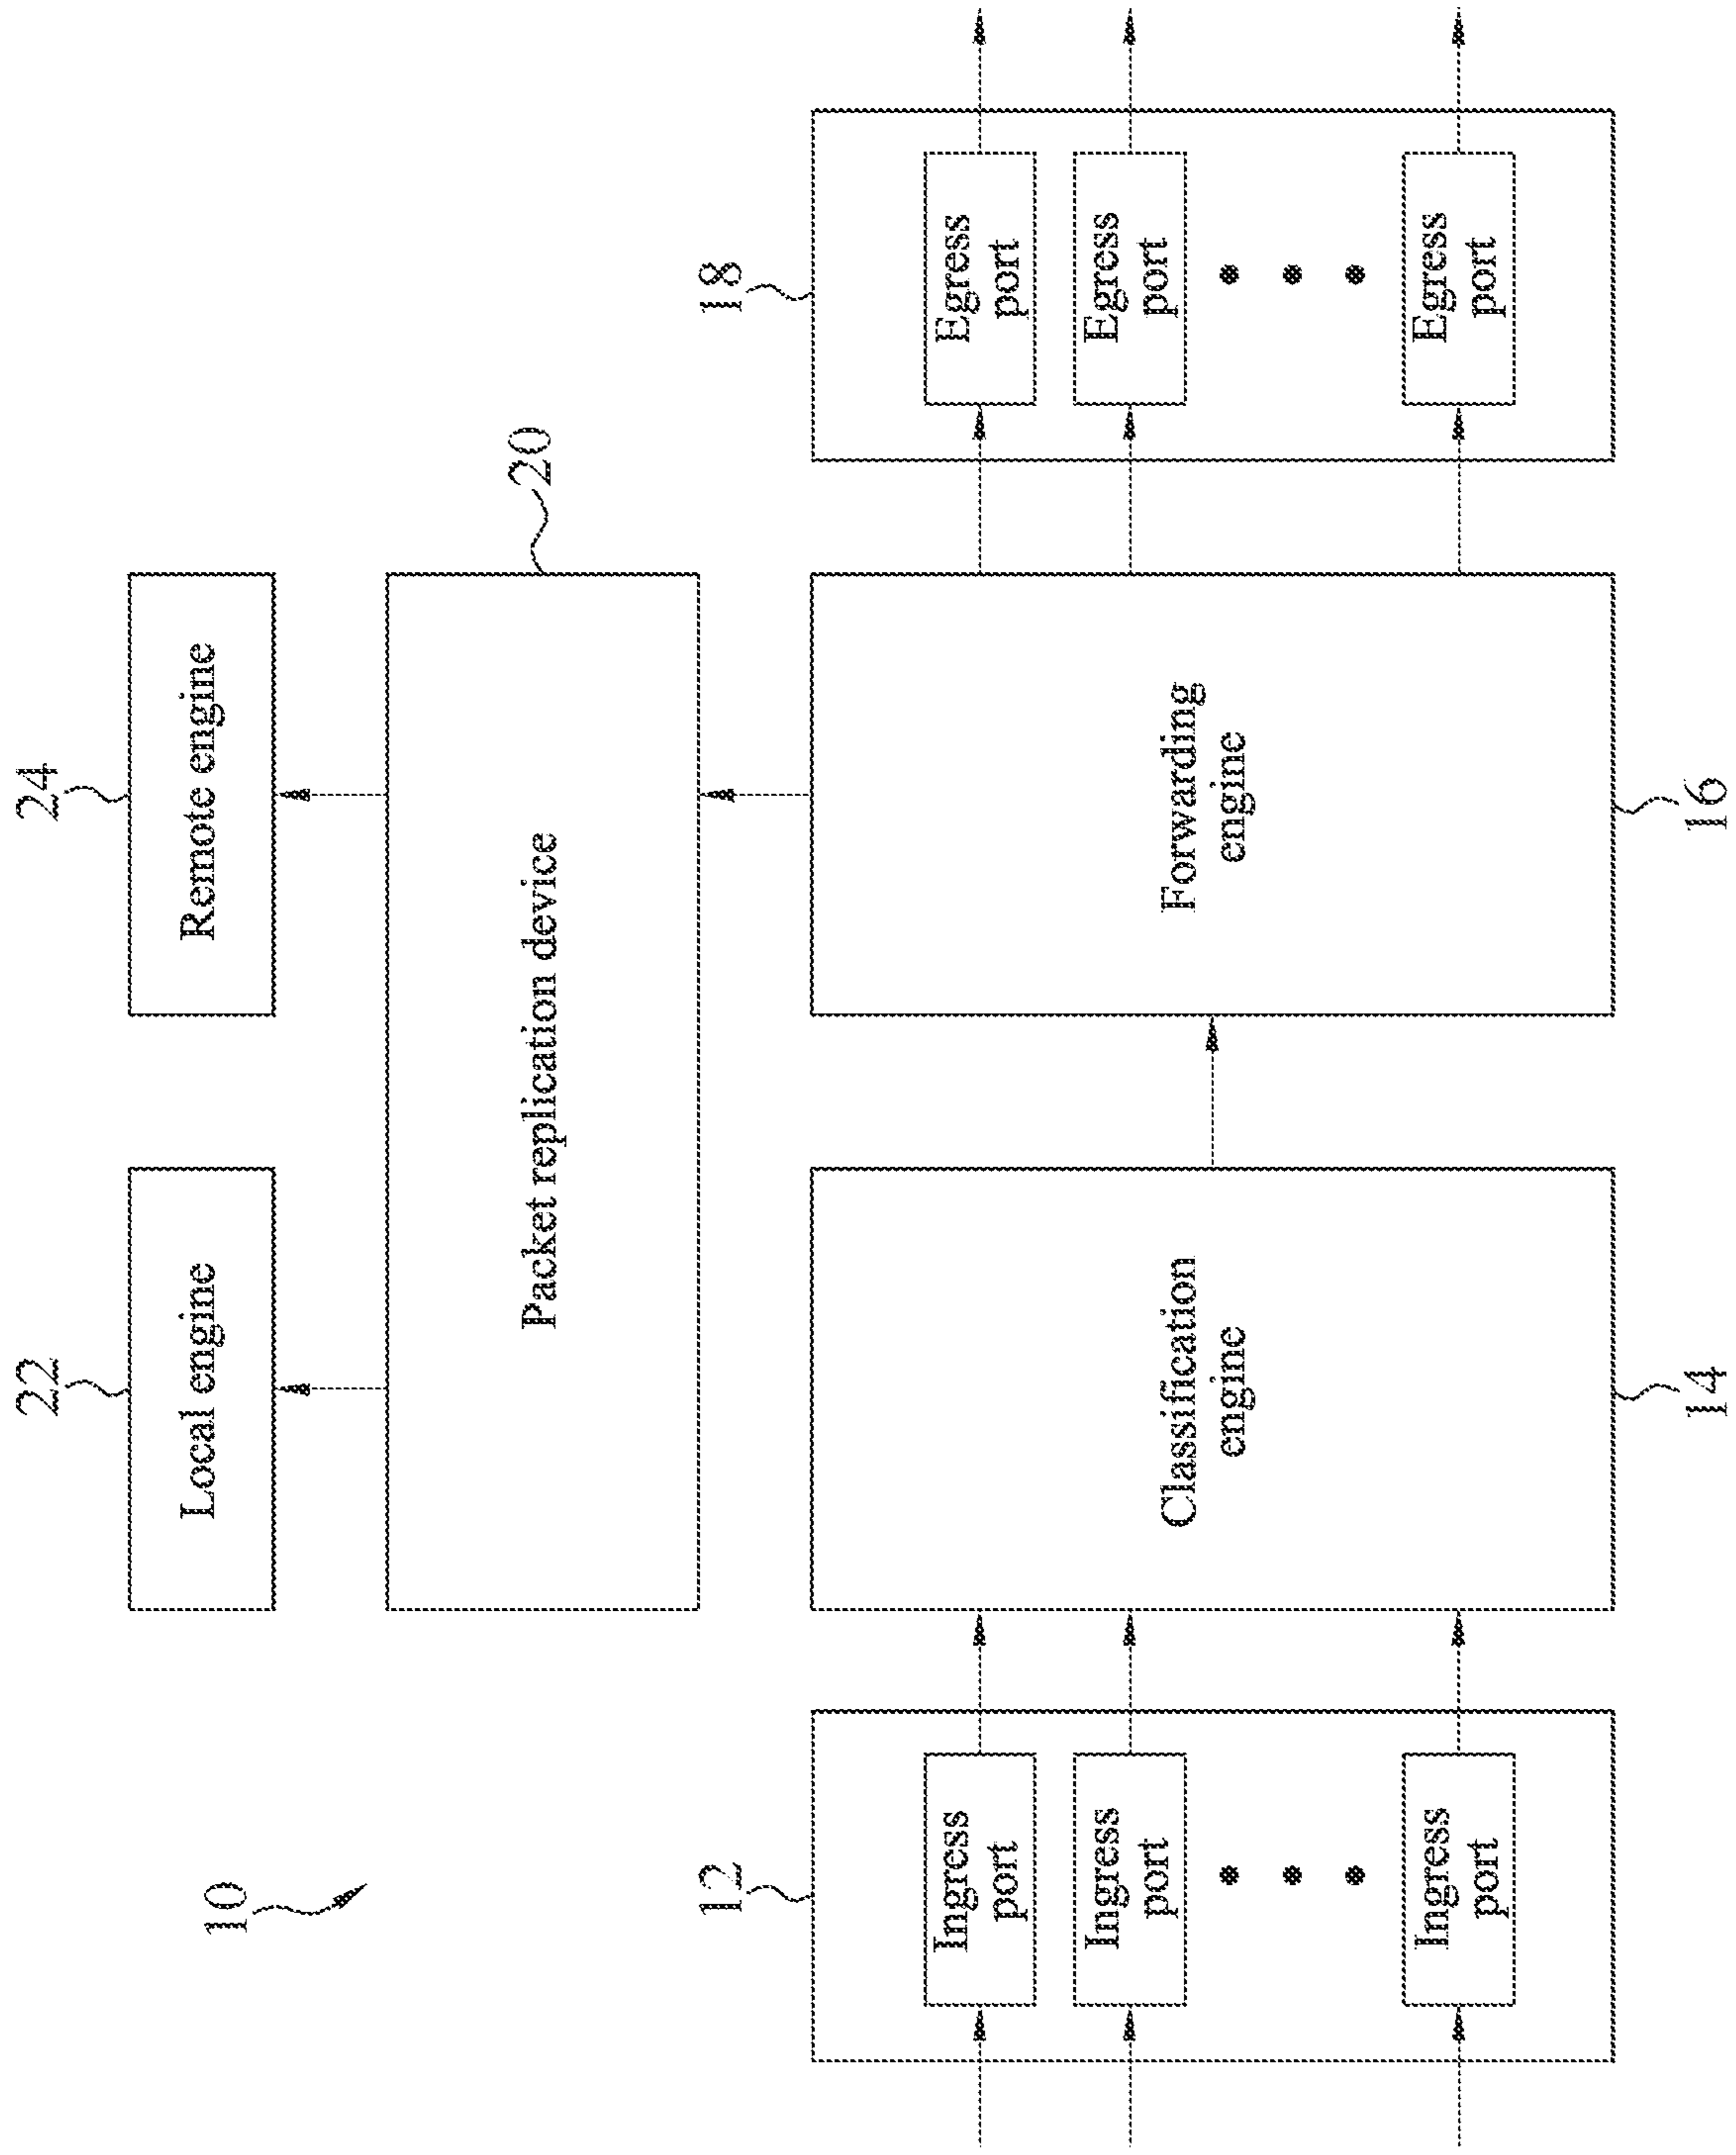 10
22
24
Local engine
Remote engine
Packet replication device
20
12
Ingress
port
Ingress
port
Ingress
port
Classification
engine
14
Forwarding
engine
16
18
Egress
port
Egress
port
Egress
port